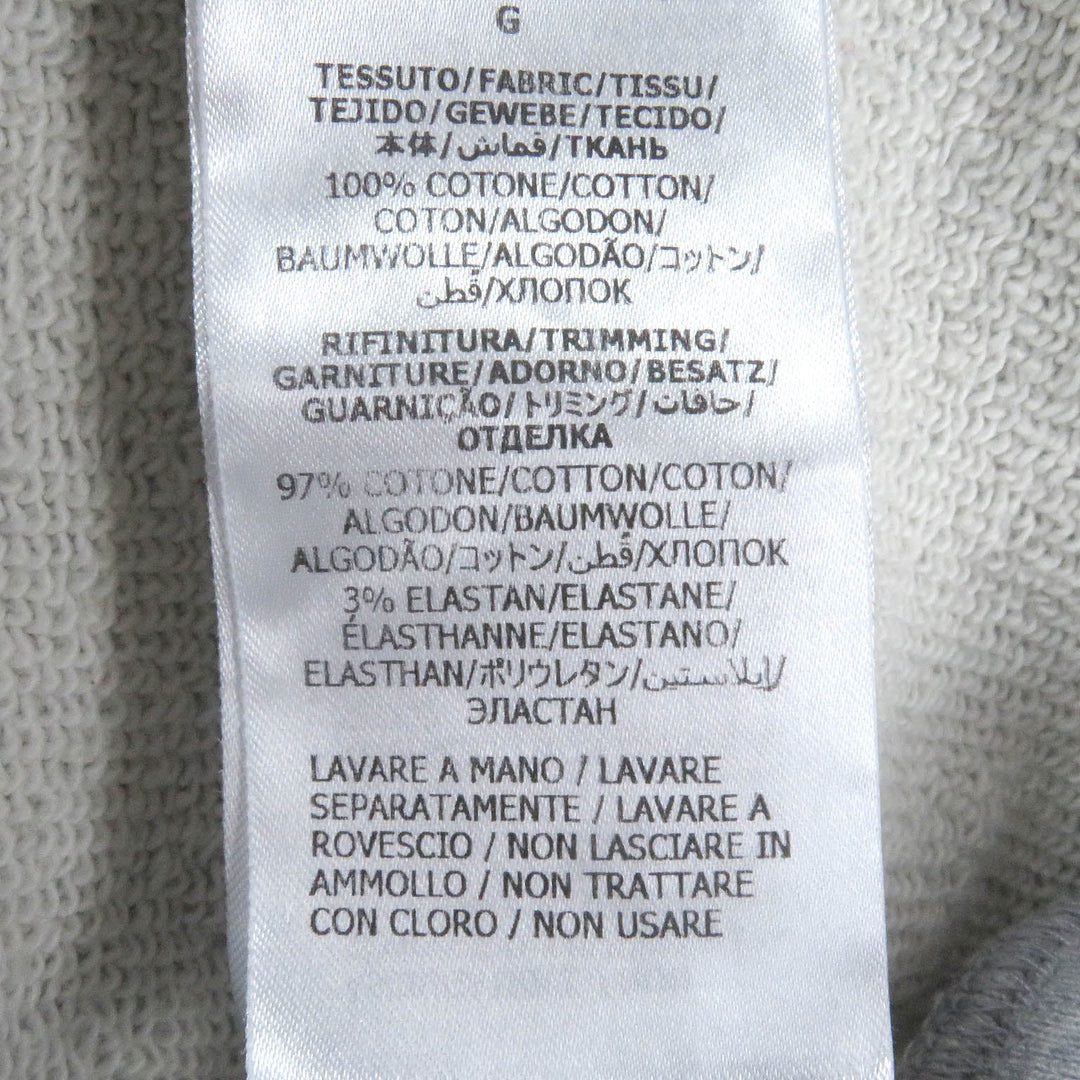 G
TESSUTO/FABRIC/TISSU/
TEJIDO/GEWEBE/TECIDO/
本体/قماش/ТКАНЬ
100% COTONE/COTTON/
COTON/ALGODON/
BAUMWOLLE/ALGODÃO/コットン/
قُطن/ХЛОПОК
RIFINITURA/TRIMMING/
GARNITURE/ADORNO/BESATZ/
GUARNIÇÃO/トリミング/حافات/
ОТДЕЛКА
97% COTONE/COTTON/COTON/
ALGODON/BAUMWOLLE/
ALGODÃO/コットン/قُطن/ХЛОПОК
3% ELASTAN/ELASTANE/
ÉLASTHANNE/ELASTANO/
ELASTHAN/ポリウレタン/إيلاستين/
ЭЛАСТАН
LAVARE A MANO / LAVARE
SEPARATAMENTE / LAVARE A
ROVESCIO / NON LASCIARE IN
AMMOLLO / NON TRATTARE
CON CLORO / NON USARE